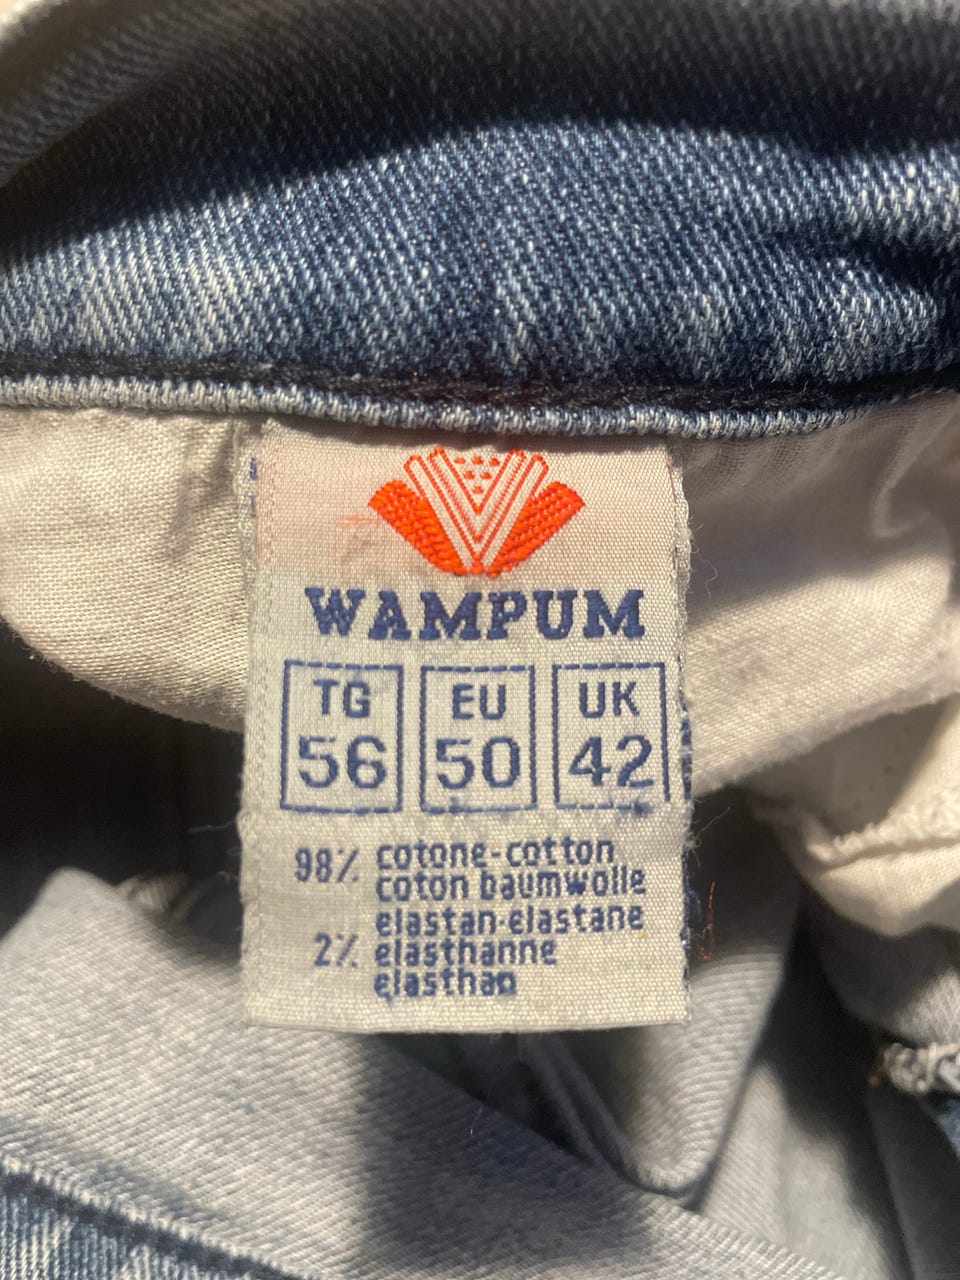 WAMPUM
TG EU UK
56 50 42
98% cotone-cotton
coton baumwolle
elastan-elastane
2% elasthanne
elasthan